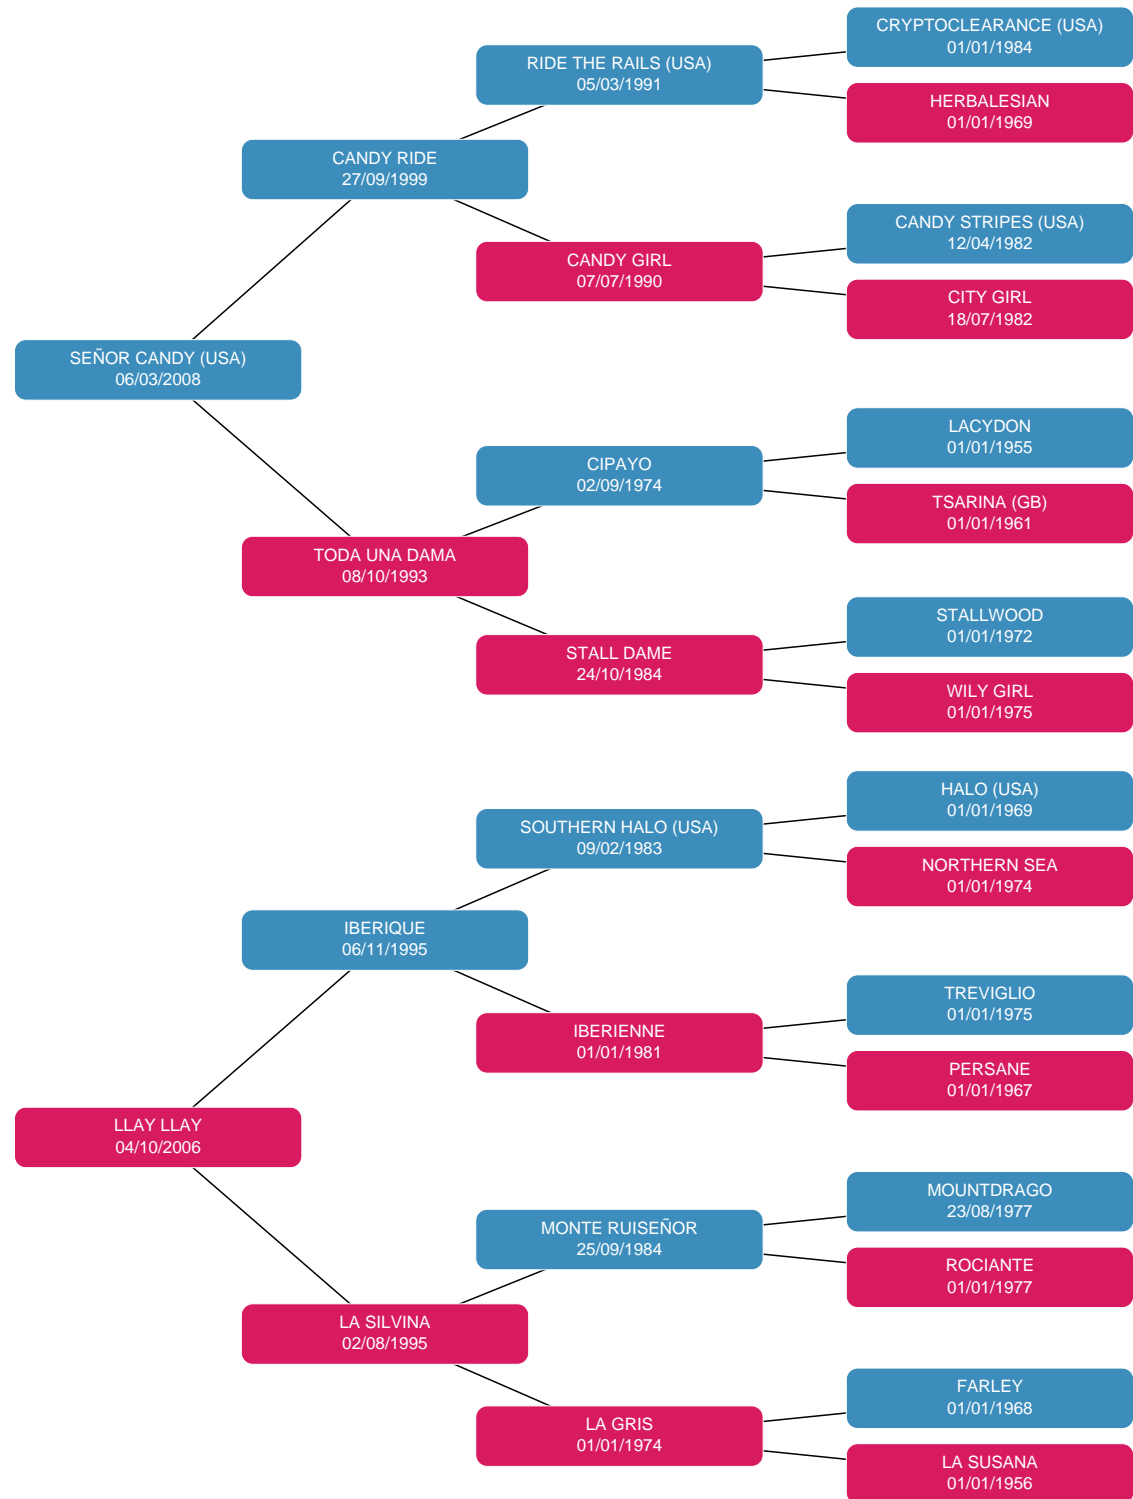 CRYPTOCLEARANCE (USA)
01/01/1984
RIDE THE RAILS (USA)
05/03/1991
HERBALESIAN
01/01/1969
CANDY RIDE
27/09/1999
CANDY STRIPES (USA)
12/04/1982
CANDY GIRL
07/07/1990
CITY GIRL
18/07/1982
SEÑOR CANDY (USA)
06/03/2008
LACYDON
01/01/1955
CIPAYO
02/09/1974
TSARINA (GB)
01/01/1961
TODA UNA DAMA
08/10/1993
STALLWOOD
01/01/1972
STALL DAME
24/10/1984
WILY GIRL
01/01/1975
HALO (USA)
01/01/1969
SOUTHERN HALO (USA)
09/02/1983
NORTHERN SEA
01/01/1974
IBERIQUE
06/11/1995
TREVIGLIO
01/01/1975
IBERIENNE
01/01/1981
PERSANE
01/01/1967
LLAY LLAY
04/10/2006
MOUNTDRAGO
23/08/1977
MONTE RUISEÑOR
25/09/1984
ROCIANTE
01/01/1977
LA SILVINA
02/08/1995
FARLEY
01/01/1968
LA GRIS
01/01/1974
LA SUSANA
01/01/1956